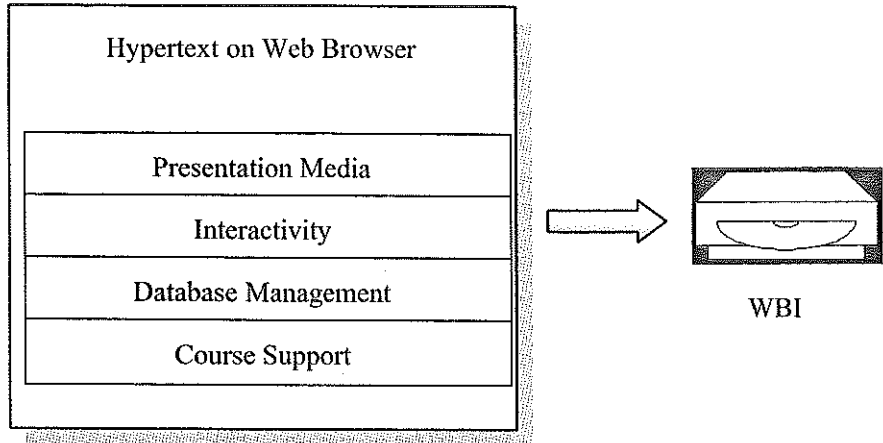 Hypertext on Web Browser
Presentation Media
Interactivity
Database Management
Course Support
WBI